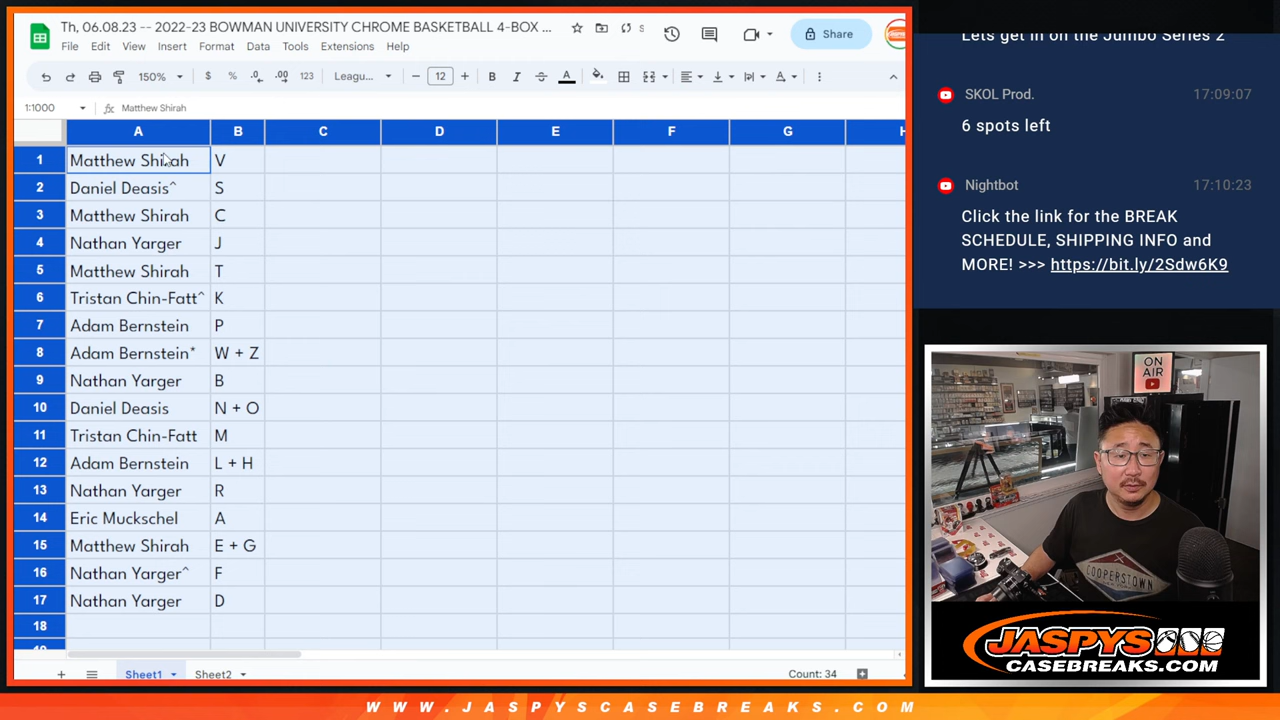 Th, 06.08.23 -- 2022-23 BOWMAN UNIVERSITY CHROME BASKETBALL 4-BOX ...
File Edit View Insert Format Data Tools Extensions Help
Share
150% $ % .0 .00 123 Leagu... − 12 + B I A
1:1000 fx Matthew Shirah
A B C D E F G H
1 Matthew Shirah V
2 Daniel Deasis^ S
3 Matthew Shirah C
4 Nathan Yarger J
5 Matthew Shirah T
6 Tristan Chin-Fatt^ K
7 Adam Bernstein P
8 Adam Bernstein* W + Z
9 Nathan Yarger B
10 Daniel Deasis N + O
11 Tristan Chin-Fatt M
12 Adam Bernstein L + H
13 Nathan Yarger R
14 Eric Muckschel A
15 Matthew Shirah E + G
16 Nathan Yarger^ F
17 Nathan Yarger D
18
+ Sheet1 Sheet2 Count: 34
Lets get in on the Jumbo Series 2
SKOL Prod. 17:09:07
6 spots left
Nightbot 17:10:23
Click the link for the BREAK
SCHEDULE, SHIPPING INFO and
MORE! >>> https://bit.ly/2Sdw6K9
ON
AIR
COOPERSTOWN
JASPYS
CASEBREAKS.COM
WWW.JASPYSCASEBREAKS.COM